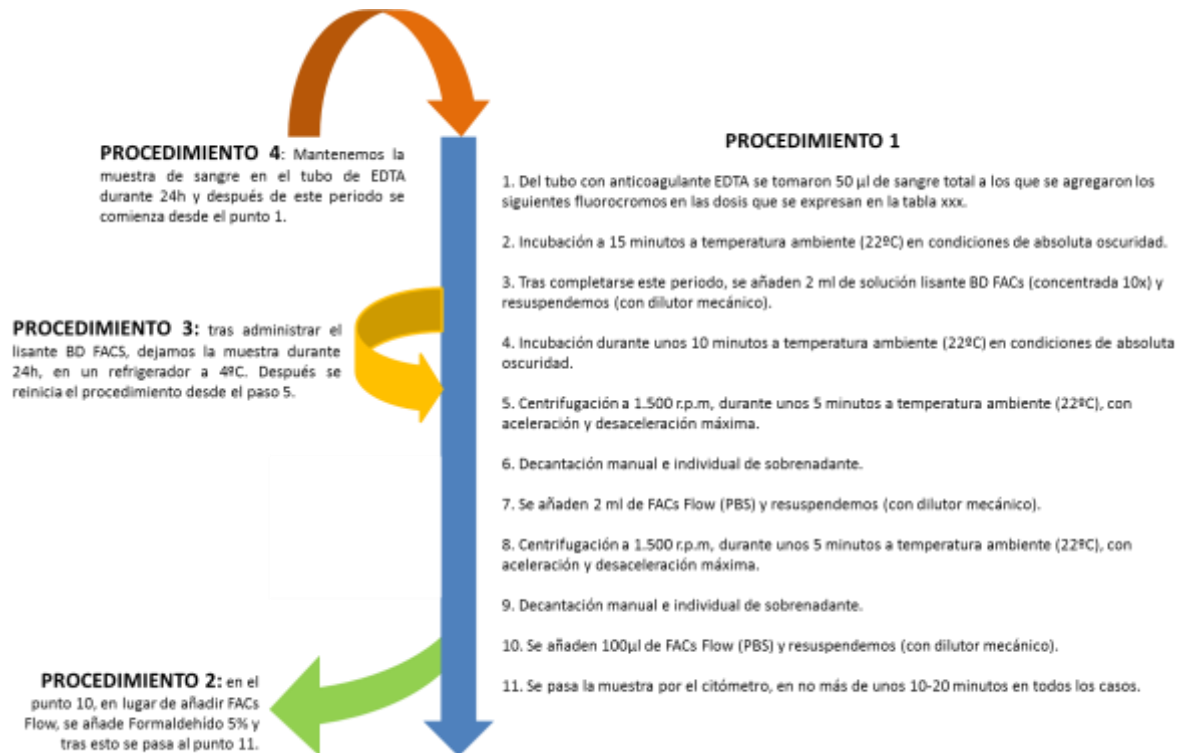 PROCEDIMIENTO 4: Mantenemos la
muestra de sangre en el tubo de EDTA
durante 24h y después de este periodo se
comienza desde el punto 1.
PROCEDIMIENTO 3: tras administrar el
lisante BD FACS, dejamos la muestra durante
24h, en un refrigerador a 4ºC. Después se
reinicia el procedimiento desde el paso 5.
PROCEDIMIENTO 2: en el
punto 10, en lugar de añadir FACs
Flow, se añade Formaldehído 5% y
tras esto se pasa al punto 11.
PROCEDIMIENTO 1
1. Del tubo con anticoagulante EDTA se tomaron 50 µl de sangre total a los que se agregaron los
siguientes fluorocromos en las dosis que se expresan en la tabla xxx.
2. Incubación a 15 minutos a temperatura ambiente (22ºC) en condiciones de absoluta oscuridad.
3. Tras completarse este periodo, se añaden 2 ml de solución lisante BD FACs (concentrada 10x) y
resuspendemos (con dilutor mecánico).
4. Incubación durante unos 10 minutos a temperatura ambiente (22ºC) en condiciones de absoluta
oscuridad.
5. Centrifugación a 1.500 r.p.m, durante unos 5 minutos a temperatura ambiente (22ºC), con
aceleración y desaceleración máxima.
6. Decantación manual e individual de sobrenadante.
7. Se añaden 2 ml de FACs Flow (PBS) y resuspendemos (con dilutor mecánico).
8. Centrifugación a 1.500 r.p.m, durante unos 5 minutos a temperatura ambiente (22ºC), con
aceleración y desaceleración máxima.
9. Decantación manual e individual de sobrenadante.
10. Se añaden 100µl de FACs Flow (PBS) y resuspendemos (con dilutor mecánico).
11. Se pasa la muestra por el citómetro, en no más de unos 10-20 minutos en todos los casos.